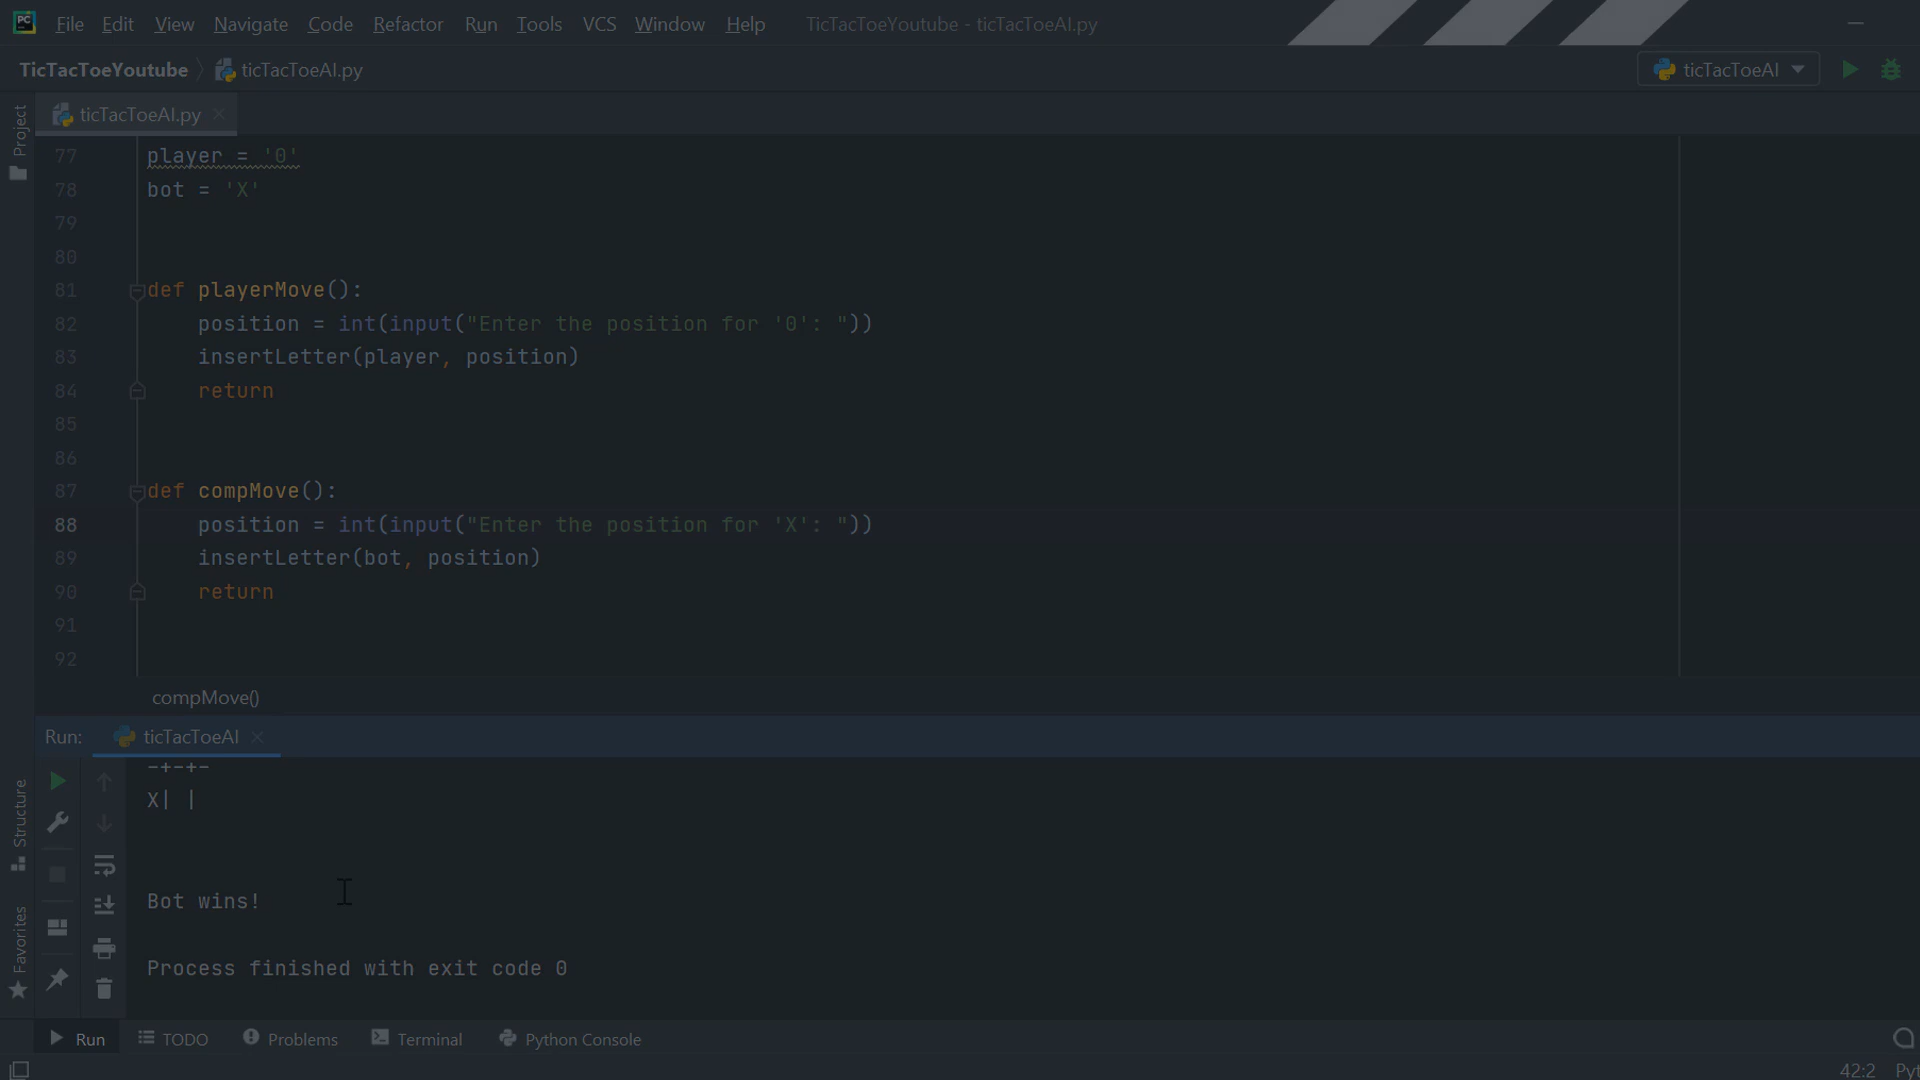 File Edit View Navigate Code Refactor Run Tools VCS Window Help TicTacToeYoutube - ticTacToeAI.py
TicTacToeYoutube ticTacToeAI.py ticTacToeAI
Project
ticTacToeAI.py
77 player = '0'
78 bot = 'X'
79
80
81 def playerMove():
82 position = int(input("Enter the position for '0': "))
83 insertLetter(player, position)
84 return
85
86
87 def compMove():
88 position = int(input("Enter the position for 'X': "))
89 insertLetter(bot, position)
90 return
91
92
compMove()
Run: ticTacToeAI
-+-+-
X| |
Structure
Bot wins!
Favorites
Process finished with exit code 0
Run TODO Problems Terminal Python Console
42:2